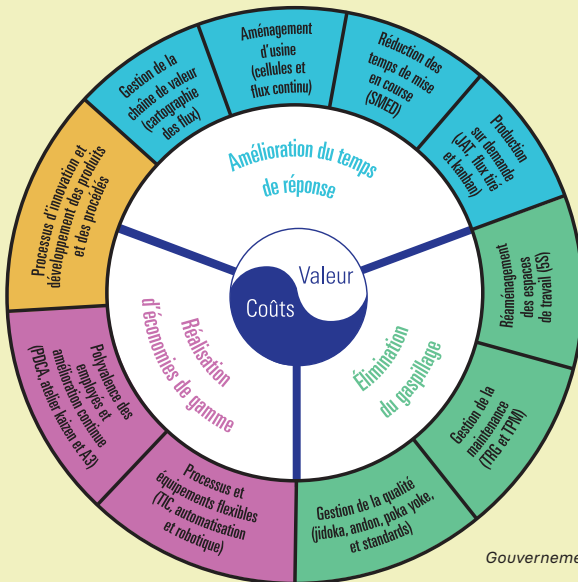 Gestion de la
chaîne de valeur
(cartographie
des flux)
Aménagement
d'usine
(cellules et
flux continu)
Réduction des
temps de mise
en course
(SMED)
Production
sur demande
(JAT, flux tiré
et kanban)
Réaménagement
des espaces
de travail (5S)
Gestion de la
maintenance
(TRG et TPM)
Gestion de la qualité
(jidoka, andon, poka yoke,
et standards)
Processus et
équipements flexibles
(TIC, automatisation
et robotique)
Polyvalence des
employés et
amélioration continue
(PDCA, atelier kaizen et A3)
Processus d'innovation et
développement des produits
et des procédés
Amélioration du temps
de réponse
Élimination
du gaspillage
Réalisation
d'économies de gamme
Valeur
Coûts
Gouverneme